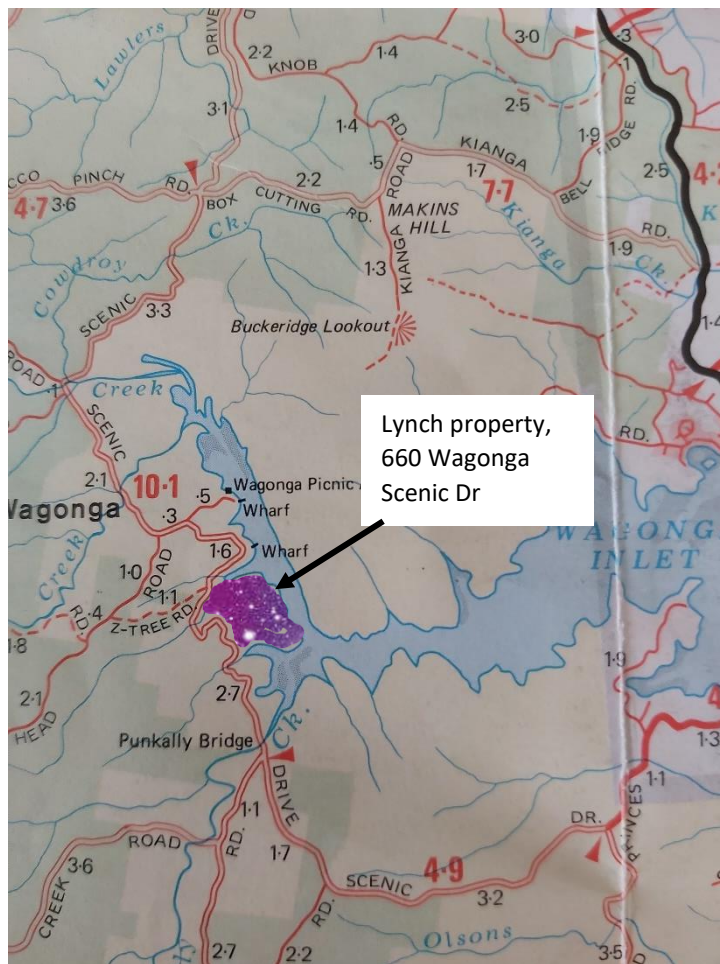 Lawlers
DRIVE
2·2
KNOB
1·4
3·0
·3
·1
2·5
3·1
1·4
RD.
1·9
RD.
RIDGE
BELL
2·5
KIANGA
1·7
7·7
·5
PINCH
RD.
4·7
3·6
BOX
CUTTING
2·2
RD.
ROAD
MAKINS
HILL
KIANGA
1·3
Kianga
Ck.
RD.
1·9
Ck.
Cowdroy
SCENIC
3·3
1·4
Buckeridge Lookout
ROAD
·1
Creek
SCENIC
2·1
10·1
·5
·3
Wagonga Picnic
Wharf
Wagonga
1·6
Wharf
Creek
1·0
ROAD
1·1
Z-TREE RD.
·4
RD.
1·8
2·1
HEAD
Lynch property,
660 Wagonga
Scenic Dr
RD.
INLET
1·9
2·7
Punkally Bridge
Ck.
1·3
1·1
DRIVE
1·1
RD.
1·7
ROAD
3·6
CREEK
DR.
PRINCES
SCENIC
4·9
3·2
RD.
2·7
2·2
Olsons
3·5